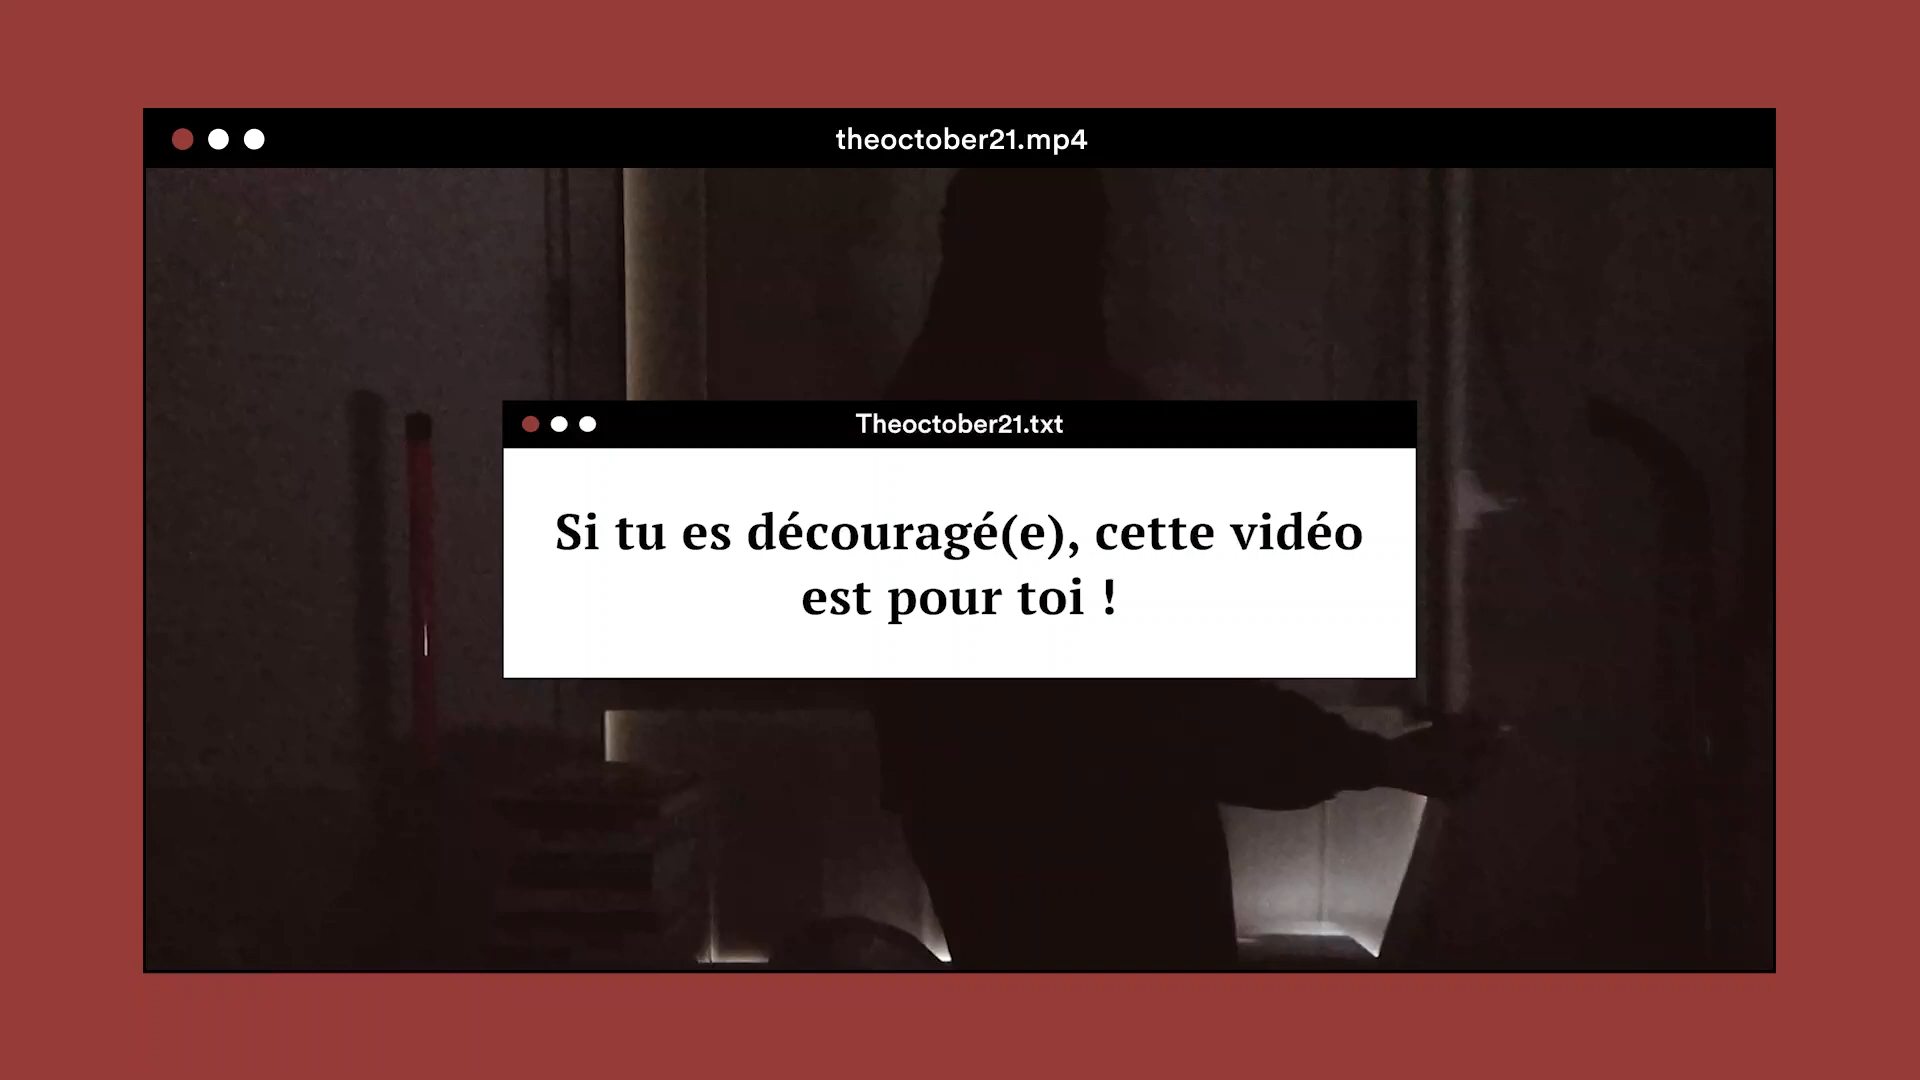 theoctober21.mp4
Theoctober21.txt
Si tu es découragé(e), cette vidéo
est pour toi !